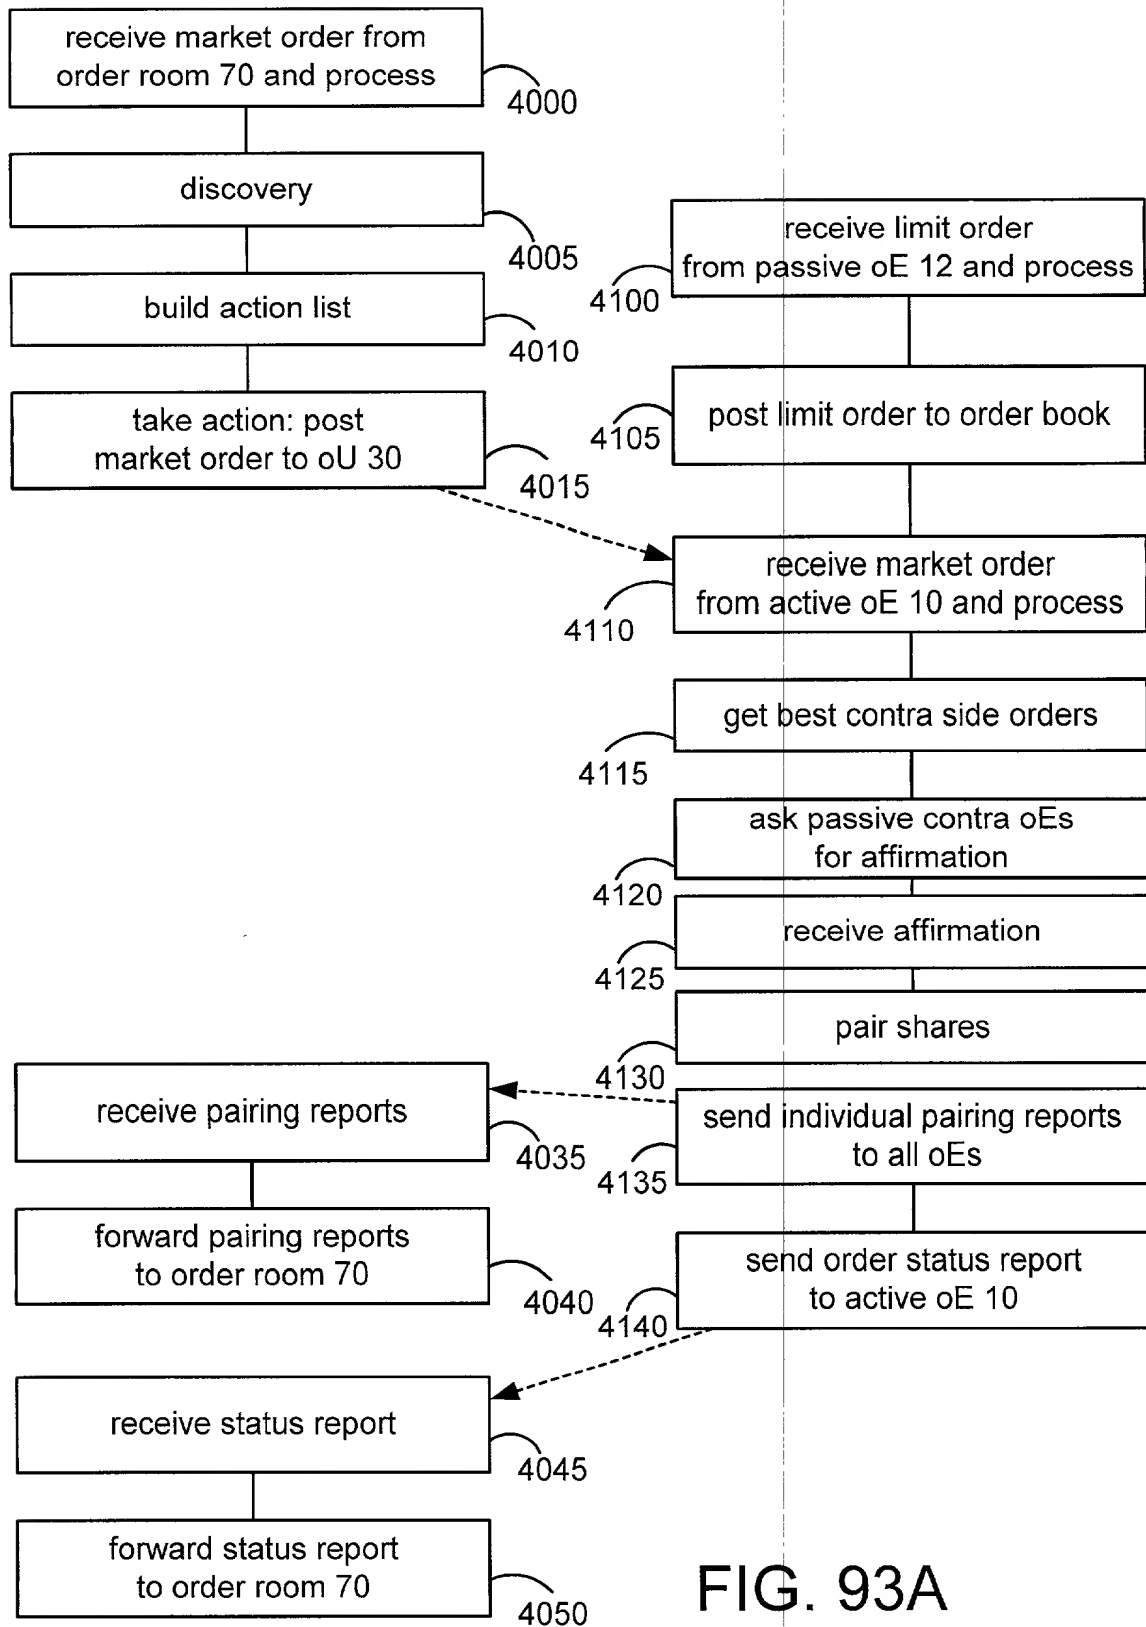 receive market order from
order room 70 and process
4000
discovery
4005
build action list
4010
take action: post
market order to oU 30
4015
receive limit order
from passive oE 12 and process
4100
post limit order to order book
4105
receive market order
from active oE 10 and process
4110
get best contra side orders
4115
ask passive contra oEs
for affirmation
4120
receive affirmation
4125
pair shares
4130
send individual pairing reports
to all oEs
4135
send order status report
to active oE 10
4140
receive pairing reports
4035
forward pairing reports
to order room 70
4040
receive status report
4045
forward status report
to order room 70
4050
FIG. 93A